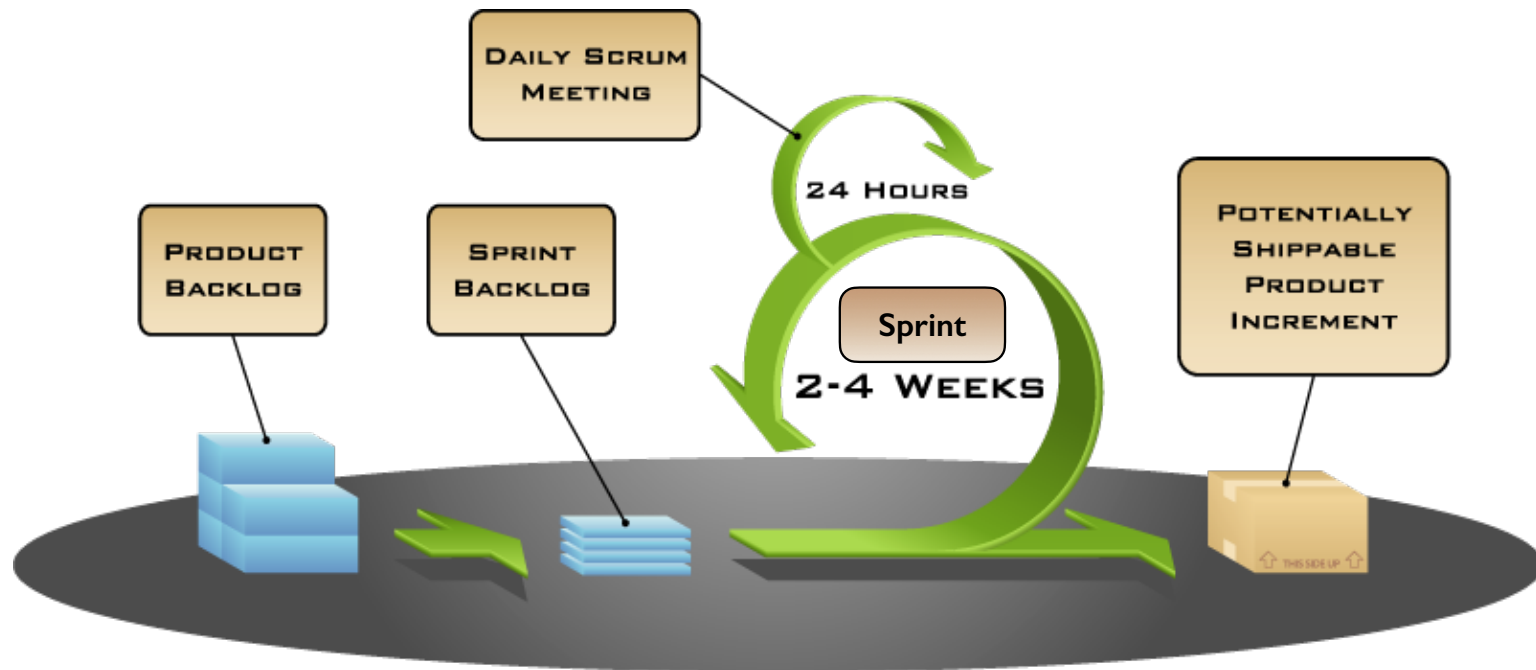 DAILY SCRUM
MEETING
24 HOURS
PRODUCT
BACKLOG
SPRINT
BACKLOG
Sprint
2-4 WEEKS
POTENTIALLY
SHIPPABLE
PRODUCT
INCREMENT
THIS SIDE UP